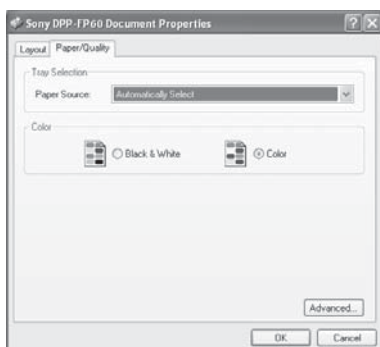 Sony DPP-FP60 Document Properties
Layout Paper/Quality
Tray Selection
Paper Source: Automatically Select
Color
Black & White Color
Advanced...
OK Cancel